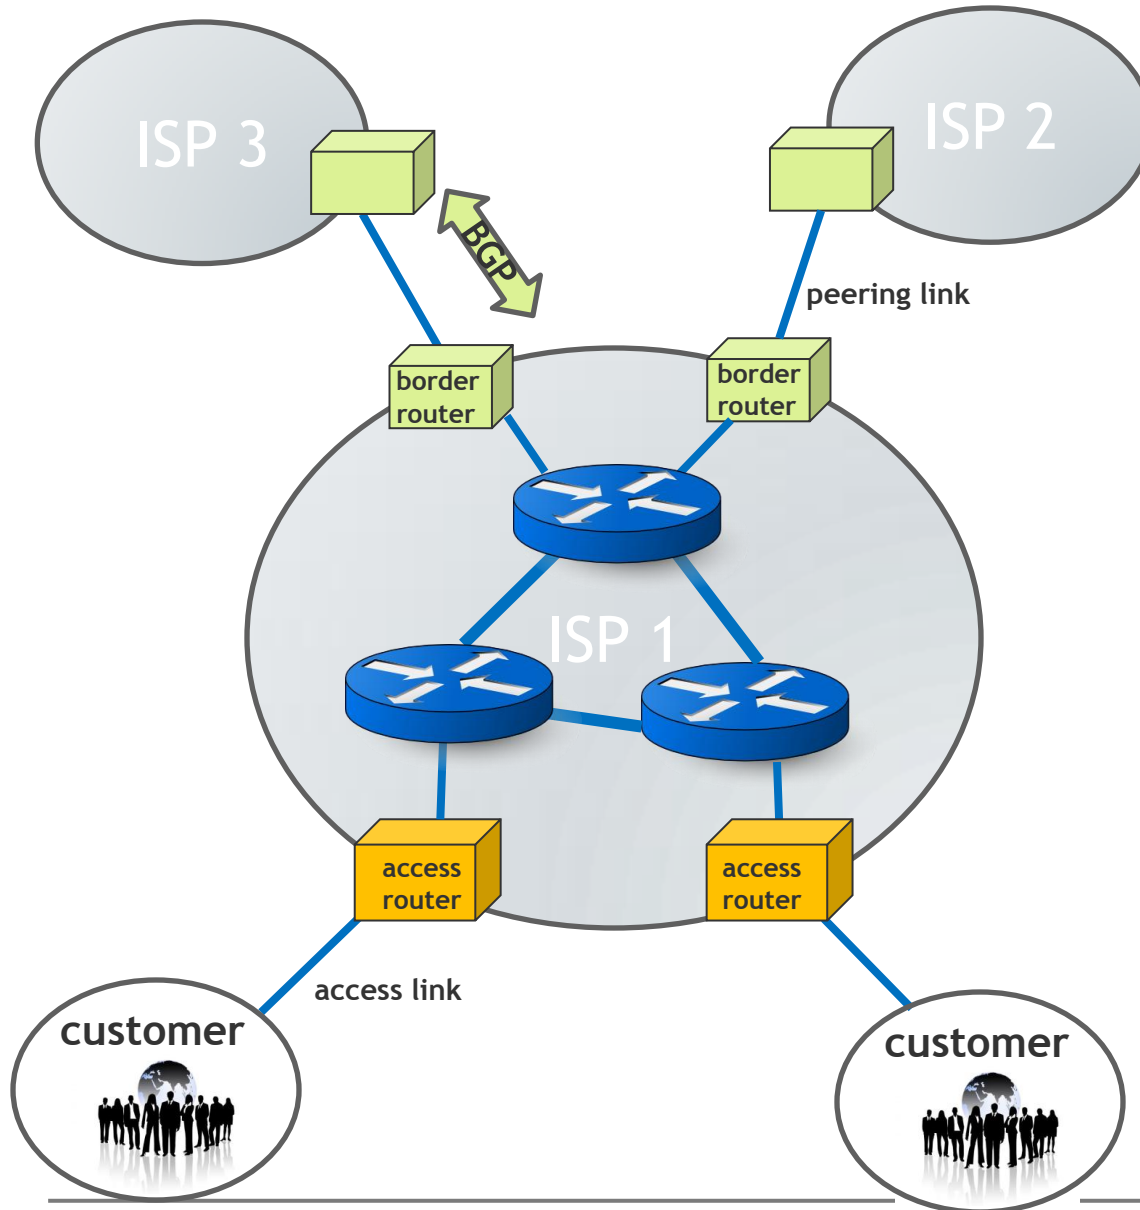 ISP 3
ISP 2
BGP
peering link
border
router
border
router
ISP 1
access
router
access
router
access link
customer
customer